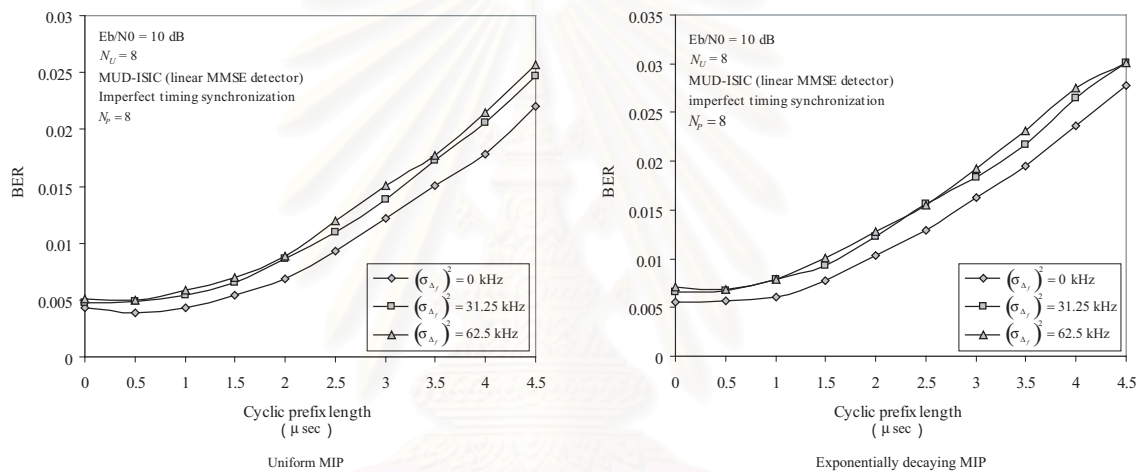 0.03
0.025
0.02
0.015
0.01
0.005
0
BER
Eb/N0 = 10 dB
N_U = 8
MUD-ISIC (linear MMSE detector)
Imperfect timing synchronization
N_P = 8
(σ_Δf)² = 0 kHz
(σ_Δf)² = 31.25 kHz
(σ_Δf)² = 62.5 kHz
0 0.5 1 1.5 2 2.5 3 3.5 4 4.5
Cyclic prefix length
( μ sec )
Uniform MIP
0.035
0.03
0.025
0.02
0.015
0.01
0.005
0
BER
Eb/N0 = 10 dB
N_U = 8
MUD-ISIC (linear MMSE detector)
imperfect timing synchronization
N_P = 8
(σ_Δf)² = 0 kHz
(σ_Δf)² = 31.25 kHz
(σ_Δf)² = 62.5 kHz
0 0.5 1 1.5 2 2.5 3 3.5 4 4.5
Cyclic prefix length
( μ sec )
Exponentially decaying MIP